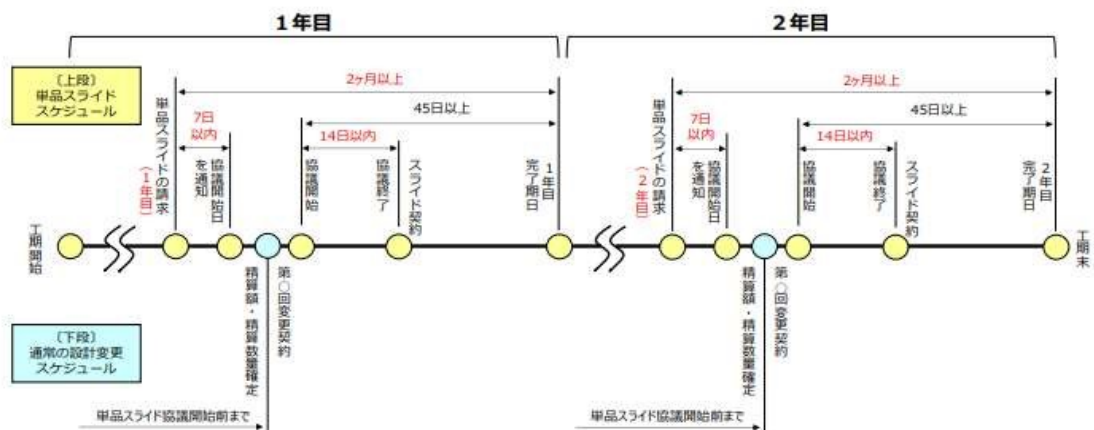 1年目
2年目
〔上段〕
単品スライド
スケジュール
2ヶ月以上
45日以上
7日
以内
14日以内
単品スライドの請求
（1年目）
協議開始日
を通知
協議開始
協議終了
スライド契約
1年目
完了期日
2ヶ月以上
45日以上
7日
以内
14日以内
単品スライドの請求
（2年目）
協議開始日
を通知
協議開始
協議終了
スライド契約
2年目
完了期日
工期開始
工期末
〔下段〕
通常の設計変更
スケジュール
第○回変更契約
精算額・精算数量確定
単品スライド協議開始前まで
第○回変更契約
精算額・精算数量確定
単品スライド協議開始前まで